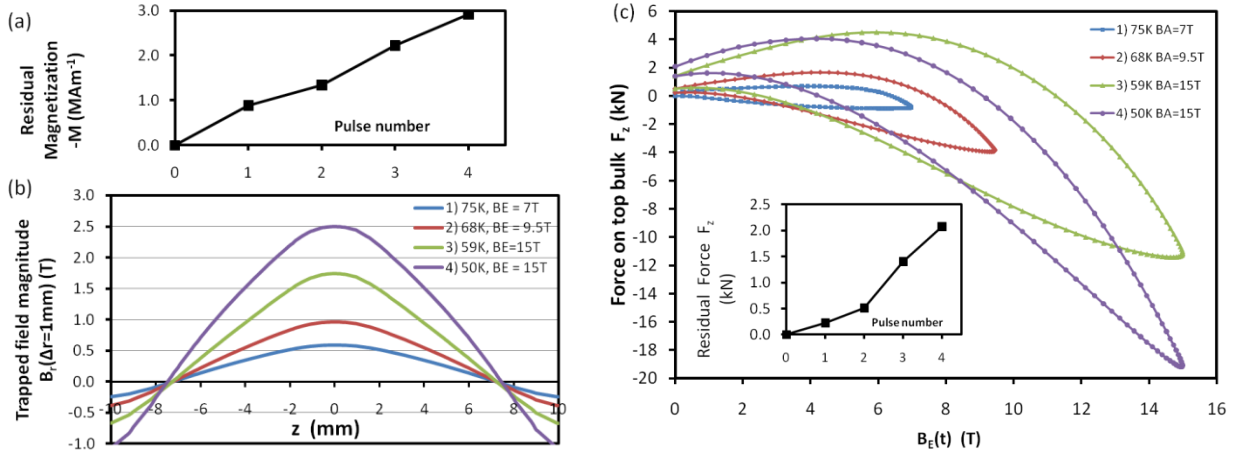 (a)
Residual
Magnetization
-M (MAm⁻¹)
3.0
2.0
1.0
0.0
Pulse number
0 1 2 3 4
(b)
Trapped field magnitude
Bᵣ(Δr=1mm) (T)
3.0
2.5
2.0
1.5
1.0
0.5
0.0
-0.5
-1.0
1) 75K, BE = 7T
2) 68K, BE = 9.5T
3) 59K, BE=15T
4) 50K, BE = 15T
-10 -8 -6 -4 -2 0 2 4 6 8 10
z (mm)
(c)
Force on top bulk F_z (kN)
6
4
2
0
-2
-4
-6
-8
-10
-12
-14
-16
-18
-20
1) 75K BA=7T
2) 68K BA=9.5T
3) 59K BA=15T
4) 50K BA=15T
Residual Force F_z
(kN)
2.5
2.0
1.5
1.0
0.5
0.0
Pulse number
0 1 2 3 4
0 2 4 6 8 10 12 14 16
B_E(t) (T)